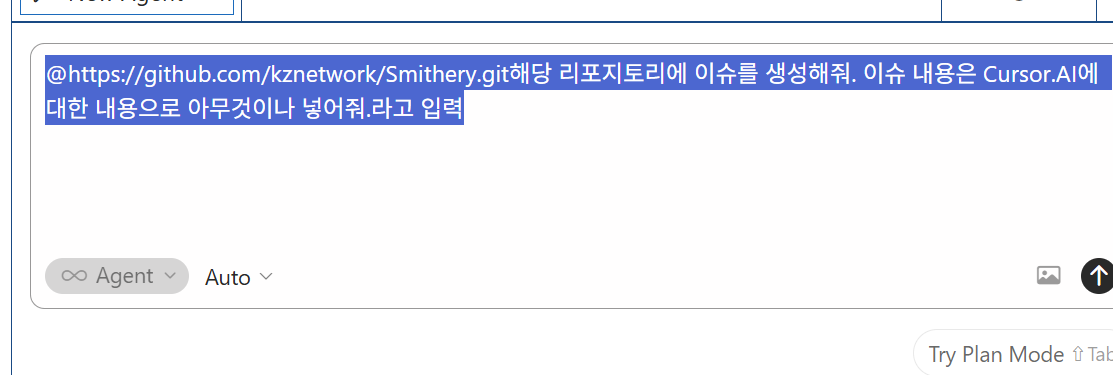 New Agent
@https://github.com/kznetwork/Smithery.git해당 리포지토리에 이슈를 생성해줘. 이슈 내용은 Cursor.AI에
대한 내용으로 아무것이나 넣어줘.라고 입력
Agent Auto
Try Plan Mode ⇧Tab